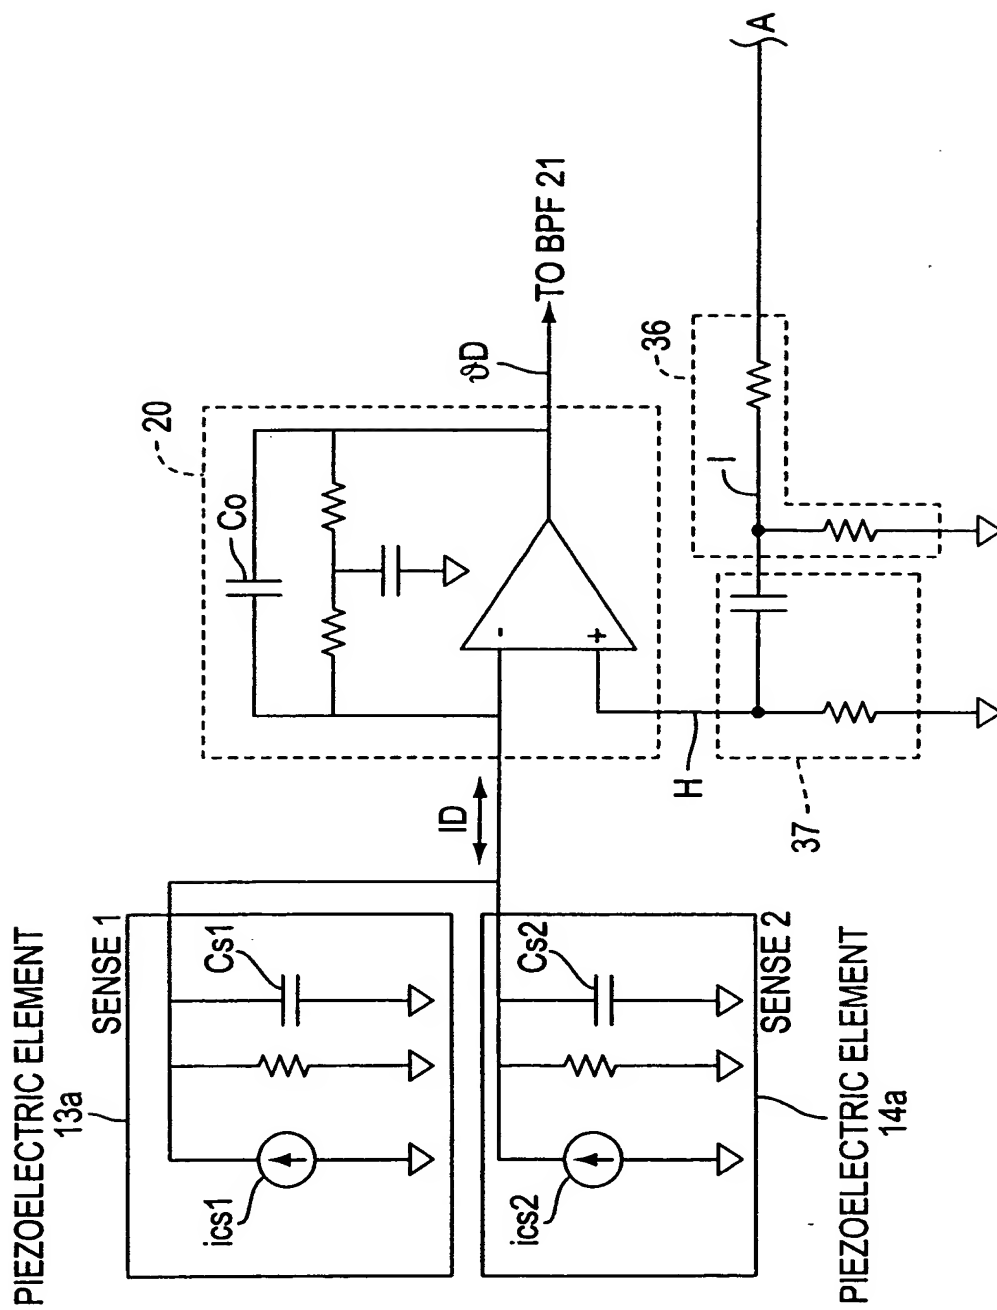 PIEZOELECTRIC ELEMENT
13a
SENSE 1
Cs1
ics1
PIEZOELECTRIC ELEMENT
14a
SENSE 2
Cs2
ics2
ID
20
Co
-
+
ϑD
TO BPF 21
H
37
36
I
A